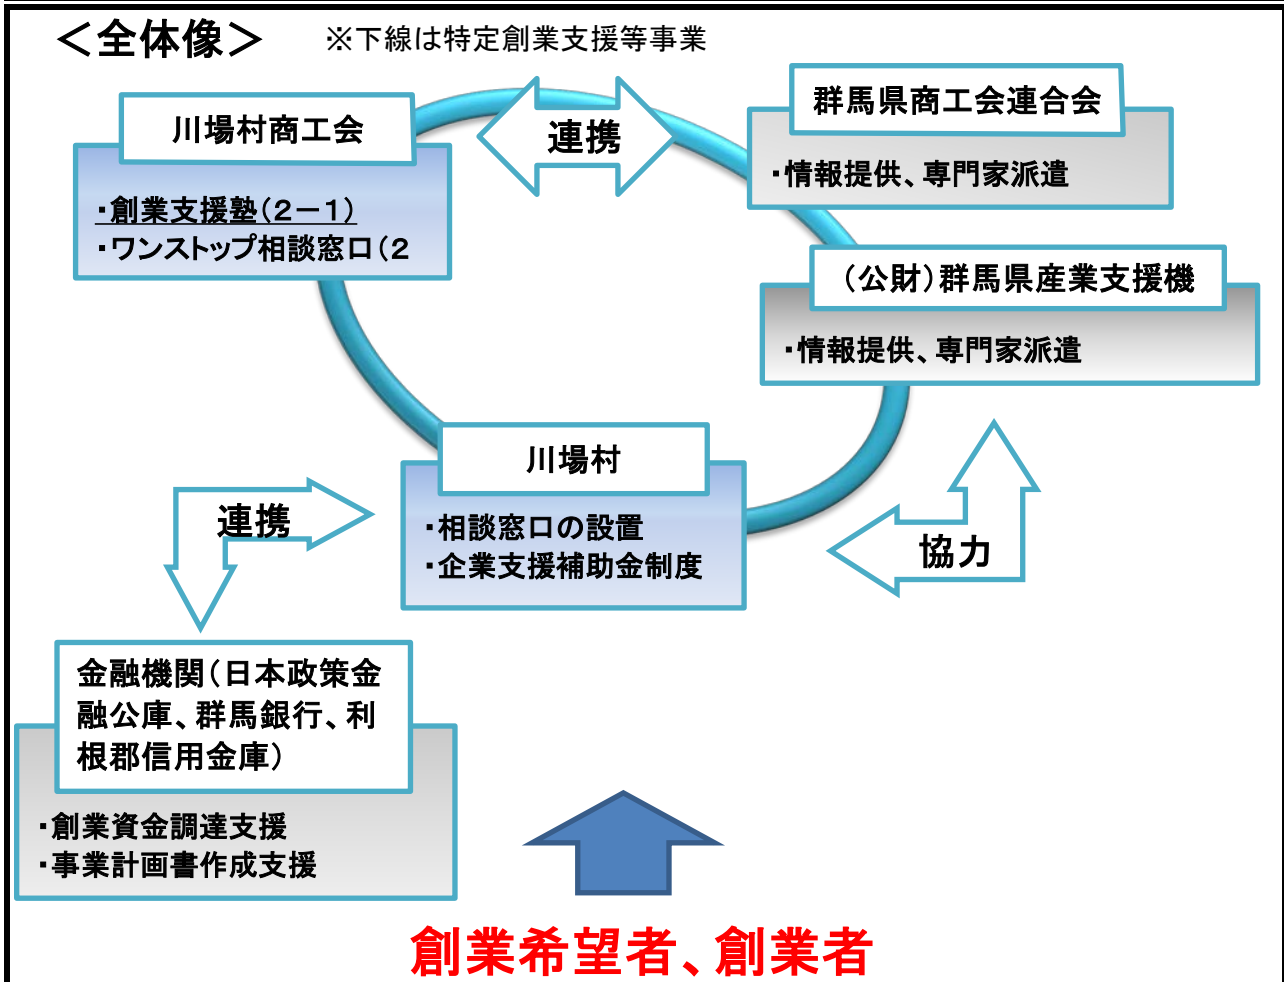 ＜全体像＞
※下線は特定創業支援等事業
川場村商工会
・創業支援塾（２－１）
・ワンストップ相談窓口（２
連携
群馬県商工会連合会
・情報提供、専門家派遣
（公財）群馬県産業支援機
・情報提供、専門家派遣
川場村
・相談窓口の設置
・企業支援補助金制度
連携
協力
金融機関（日本政策金
融公庫、群馬銀行、利
根郡信用金庫）
・創業資金調達支援
・事業計画書作成支援
創業希望者、創業者